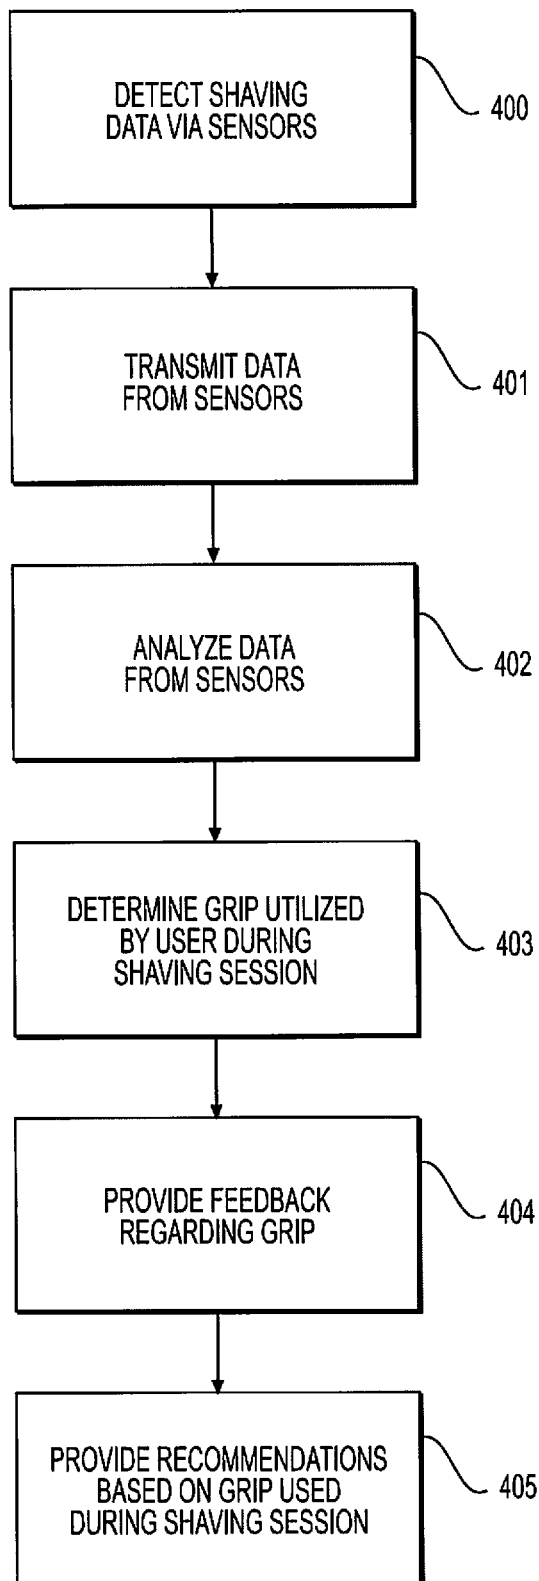 DETECT SHAVING
DATA VIA SENSORS
400
TRANSMIT DATA
FROM SENSORS
401
ANALYZE DATA
FROM SENSORS
402
DETERMINE GRIP UTILIZED
BY USER DURING
SHAVING SESSION
403
PROVIDE FEEDBACK
REGARDING GRIP
404
PROVIDE RECOMMENDATIONS
BASED ON GRIP USED
DURING SHAVING SESSION
405